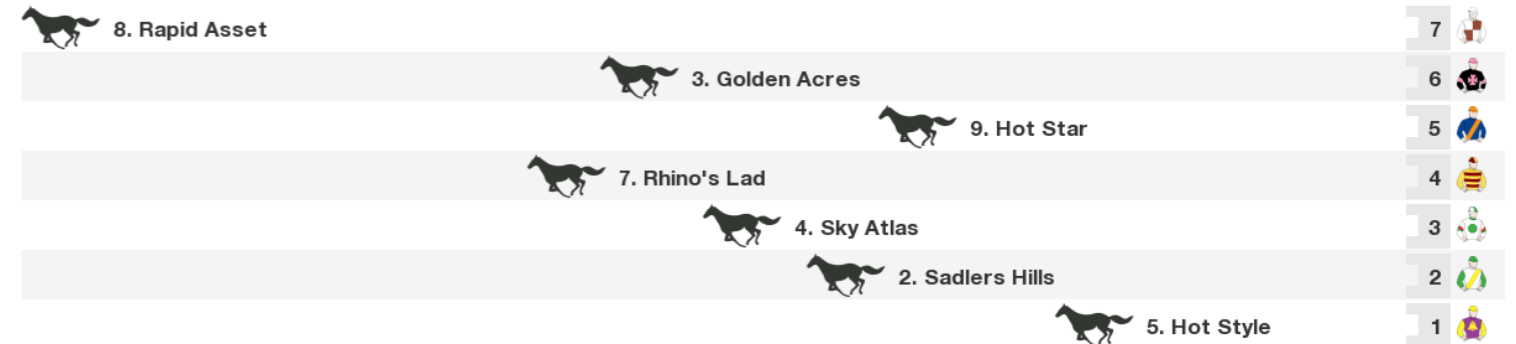 8. Rapid Asset 7
3. Golden Acres 6
9. Hot Star 5
7. Rhino's Lad 4
4. Sky Atlas 3
2. Sadlers Hills 2
5. Hot Style 1